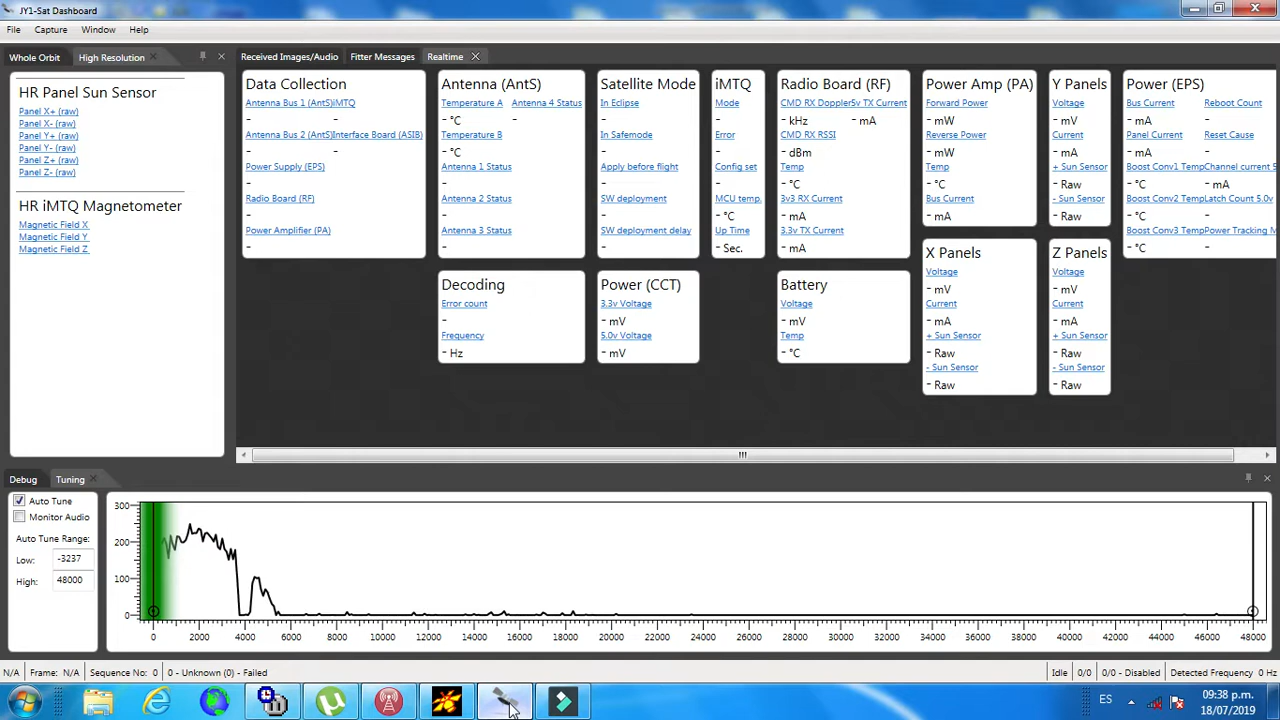 JY1-Sat Dashboard
File Capture Window Help
Whole Orbit High Resolution
HR Panel Sun Sensor
Panel X+ (raw)
Panel X- (raw)
Panel Y+ (raw)
Panel Y- (raw)
Panel Z+ (raw)
Panel Z- (raw)
HR iMTQ Magnetometer
Magnetic Field X
Magnetic Field Y
Magnetic Field Z
Received Images/Audio Fitter Messages Realtime
Data Collection
Antenna Bus 1 (AntS) iMTQ
- -
Antenna Bus 2 (AntS) Interface Board (ASIB)
- -
Power Supply (EPS)
-
Radio Board (RF)
-
Power Amplifier (PA)
-
Antenna (AntS)
Temperature A Antenna 4 Status
- °C -
Temperature B
- °C
Antenna 1 Status
-
Antenna 2 Status
-
Antenna 3 Status
-
Satellite Mode
In Eclipse
-
In Safemode
-
Apply before flight
-
SW deployment
-
SW deployment delay
-
iMTQ
Mode
-
Error
-
Config set
-
MCU temp.
- °C
Up Time
- Sec.
Radio Board (RF)
CMD RX Doppler 5v TX Current
- kHz - mA
CMD RX RSSI
- dBm
Temp
- °C
3v3 RX Current
- mA
3.3v TX Current
- mA
Power Amp (PA)
Forward Power
- mW
Reverse Power
- mW
Temp
- °C
Bus Current
- mA
Y Panels
Voltage
- mV
Current
- mA
+ Sun Sensor
- Raw
- Sun Sensor
- Raw
Power (EPS)
Bus Current Reboot Count
- mA -
Panel Current Reset Cause
- mA -
Boost Conv1 Temp Channel current 5
- °C - mA
Boost Conv2 Temp Latch Count 5.0v
- °C -
Boost Conv3 Temp Power Tracking M
- °C -
Decoding
Error count
-
Frequency
- Hz
Power (CCT)
3.3v Voltage
- mV
5.0v Voltage
- mV
Battery
Voltage
- mV
Temp
- °C
X Panels
Voltage
- mV
Current
- mA
+ Sun Sensor
- Raw
- Sun Sensor
- Raw
Z Panels
Voltage
- mV
Current
- mA
+ Sun Sensor
- Raw
- Sun Sensor
- Raw
Debug Tuning
Auto Tune
Monitor Audio
Auto Tune Range:
Low: -3237
High: 48000
300
200
100
0
0 2000 4000 6000 8000 10000 12000 14000 16000 18000 20000 22000 24000 26000 28000 30000 32000 34000 36000 38000 40000 42000 44000 46000 48000
N/A Frame: N/A Sequence No: 0 0 - Unknown (0) - Failed Idle 0/0 0/0 - Disabled Detected Frequency 0 Hz
ES 09:38 p.m.
18/07/2019